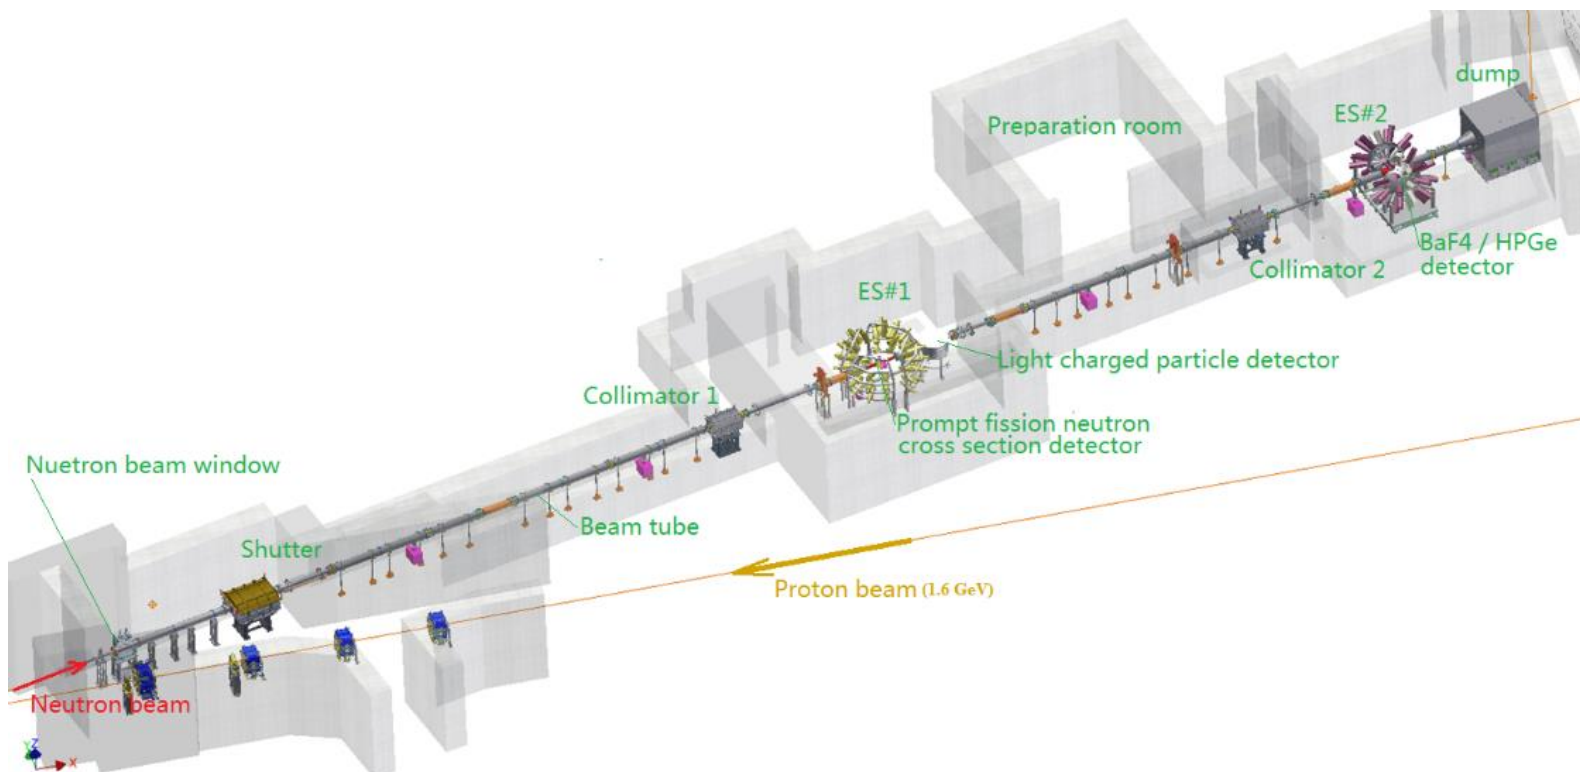 dump
ES#2
Preparation room
BaF4 / HPGe
detector
Collimator 2
ES#1
Light charged particle detector
Collimator 1
Prompt fission neutron
cross section detector
Nuetron beam window
Beam tube
Shutter
Proton beam (1.6 GeV)
Neutron beam
Y Z
X